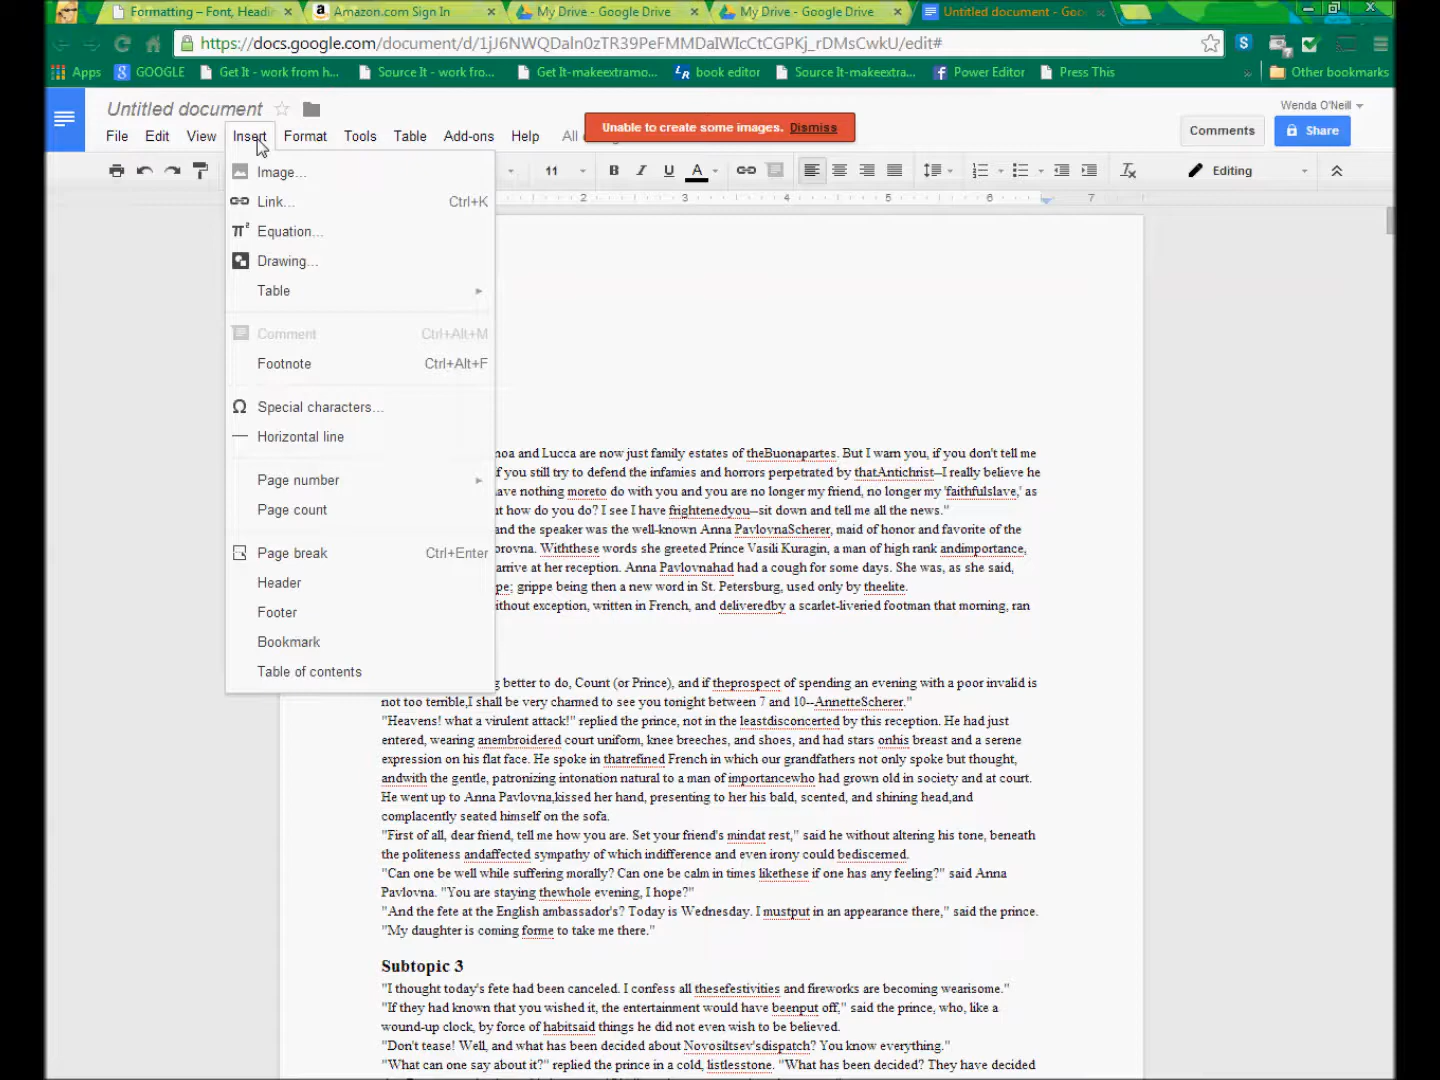 Formatting – Font, Headi
Amazon.com Sign In
My Drive - Google Drive
My Drive - Google Drive
Untitled document - Goo
https://docs.google.com/document/d/1jJ6NWQDaln0zTR39PeFMMDaIWIcCtCGPKj_rDMsCwkU/edit#
Apps
GOOGLE
Get It - work from h...
Source It - work fro...
Get It-makeextramo...
book editor
Source It-makeextra...
Power Editor
Press This
Other bookmarks
Untitled document
Wenda O'Neill
File Edit View Insert Format Tools Table Add-ons Help All
Unable to create some images. Dismiss
Comments
Share
11
B I U A
Editing
2 3 4 5 6 7
Image...
Link... Ctrl+K
Equation...
Drawing...
Table
Comment Ctrl+Alt+M
Footnote Ctrl+Alt+F
Special characters...
Horizontal line
Page number
Page count
Page break Ctrl+Enter
Header
Footer
Bookmark
Table of contents
noa and Lucca are now just family estates of theBuonapartes. But I warn you, if you don't tell me
f you still try to defend the infamies and horrors perpetrated by thatAntichrist--I really believe he
ave nothing moreto do with you and you are no longer my friend, no longer my 'faithfulslave,' as
t how do you do? I see I have frightenedyou--sit down and tell me all the news."
and the speaker was the well-known Anna PavlovnaScherer, maid of honor and favorite of the
orovna. Withthese words she greeted Prince Vasili Kuragin, a man of high rank andimportance,
arrive at her reception. Anna Pavlovnahad had a cough for some days. She was, as she said,
pe; grippe being then a new word in St. Petersburg, used only by theelite.
ithout exception, written in French, and deliveredby a scarlet-liveried footman that morning, ran
g better to do, Count (or Prince), and if theprospect of spending an evening with a poor invalid is
not too terrible,I shall be very charmed to see you tonight between 7 and 10--AnnetteScherer."
"Heavens! what a virulent attack!" replied the prince, not in the leastdisconcerted by this reception. He had just
entered, wearing anembroidered court uniform, knee breeches, and shoes, and had stars onhis breast and a serene
expression on his flat face. He spoke in thatrefined French in which our grandfathers not only spoke but thought,
andwith the gentle, patronizing intonation natural to a man of importancewho had grown old in society and at court.
He went up to Anna Pavlovna,kissed her hand, presenting to her his bald, scented, and shining head,and
complacently seated himself on the sofa.
"First of all, dear friend, tell me how you are. Set your friend's mindat rest," said he without altering his tone, beneath
the politeness andaffected sympathy of which indifference and even irony could bediscerned.
"Can one be well while suffering morally? Can one be calm in times likethese if one has any feeling?" said Anna
Pavlovna. "You are staying thewhole evening, I hope?"
"And the fete at the English ambassador's? Today is Wednesday. I mustput in an appearance there," said the prince.
"My daughter is coming forme to take me there."
Subtopic 3
"I thought today's fete had been canceled. I confess all thesefestivities and fireworks are becoming wearisome."
"If they had known that you wished it, the entertainment would have beenput off," said the prince, who, like a
wound-up clock, by force of habitsaid things he did not even wish to be believed.
"Don't tease! Well, and what has been decided about Novosiltsev'sdispatch? You know everything."
"What can one say about it?" replied the prince in a cold, listlesstone. "What has been decided? They have decided